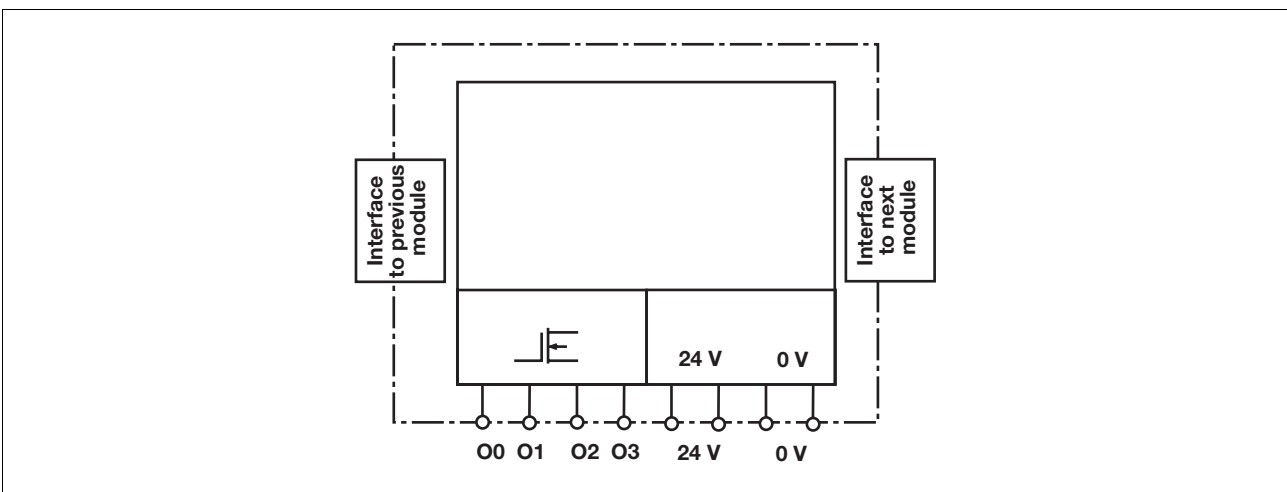 Interface
to previous
module
Interface
to next
module
24 V 0 V
O0 O1 O2 O3 24 V 0 V